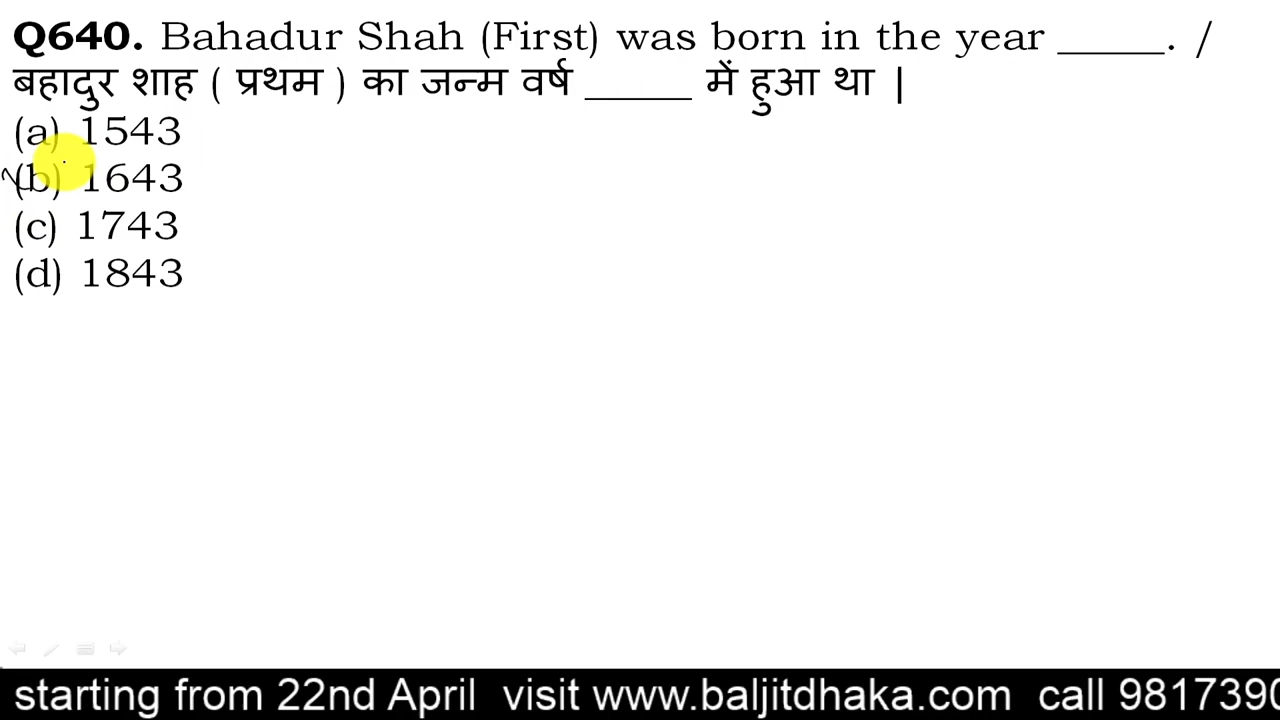 Q640. Bahadur Shah (First) was born in the year _____. /
बहादुर शाह ( प्रथम ) का जन्म वर्ष _____ में हुआ था |
(a) 1543
(b) 1643
(c) 1743
(d) 1843
starting from 22nd April visit www.baljitdhaka.com call 9817390